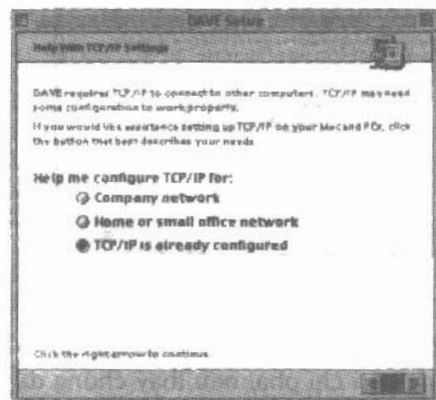 DAVE Setup
Help With TCP/IP Settings
DAVE requires TCP/IP to connect to other computers. TCP/IP may need
some configuration to work properly.
If you would like assistance setting up TCP/IP on your Mac and PCs, click
the button that best describes your needs.
Help me configure TCP/IP for:
Company network
Home or small office network
TCP/IP is already configured
Click the right arrow to continue.